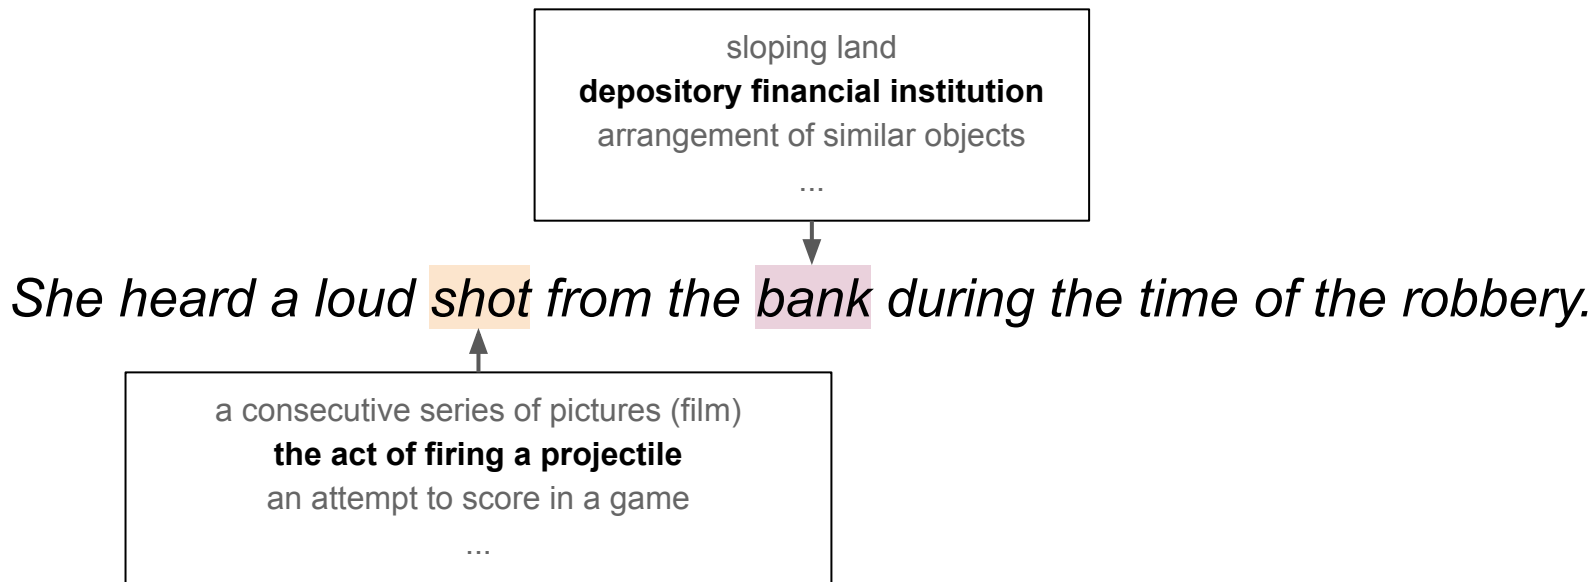 sloping land
depository financial institution
arrangement of similar objects
...
She heard a loud shot from the bank during the time of the robbery.
a consecutive series of pictures (film)
the act of firing a projectile
an attempt to score in a game
...